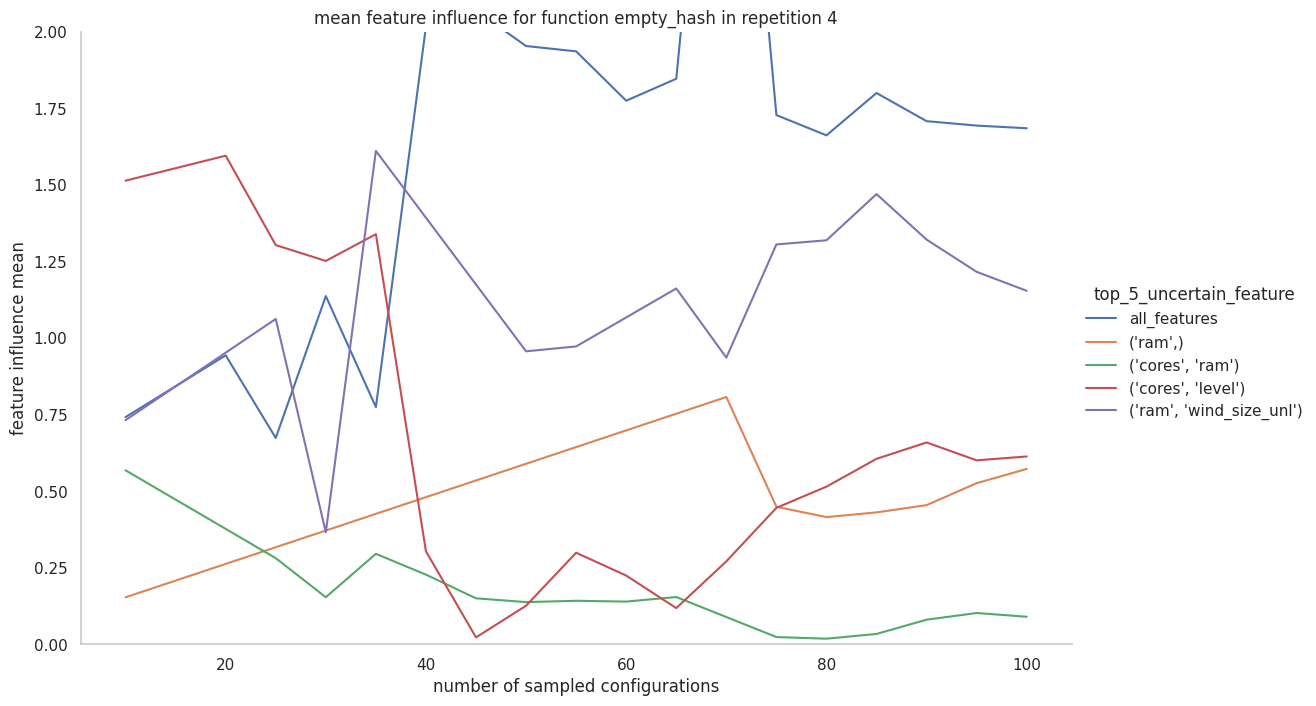 mean feature influence for function empty_hash in repetition 4
2.00
1.75
1.50
1.25
1.00
0.75
0.50
0.25
0.00
feature influence mean
20 40 60 80 100
number of sampled configurations
top_5_uncertain_feature
all_features
('ram',)
('cores', 'ram')
('cores', 'level')
('ram', 'wind_size_unl')